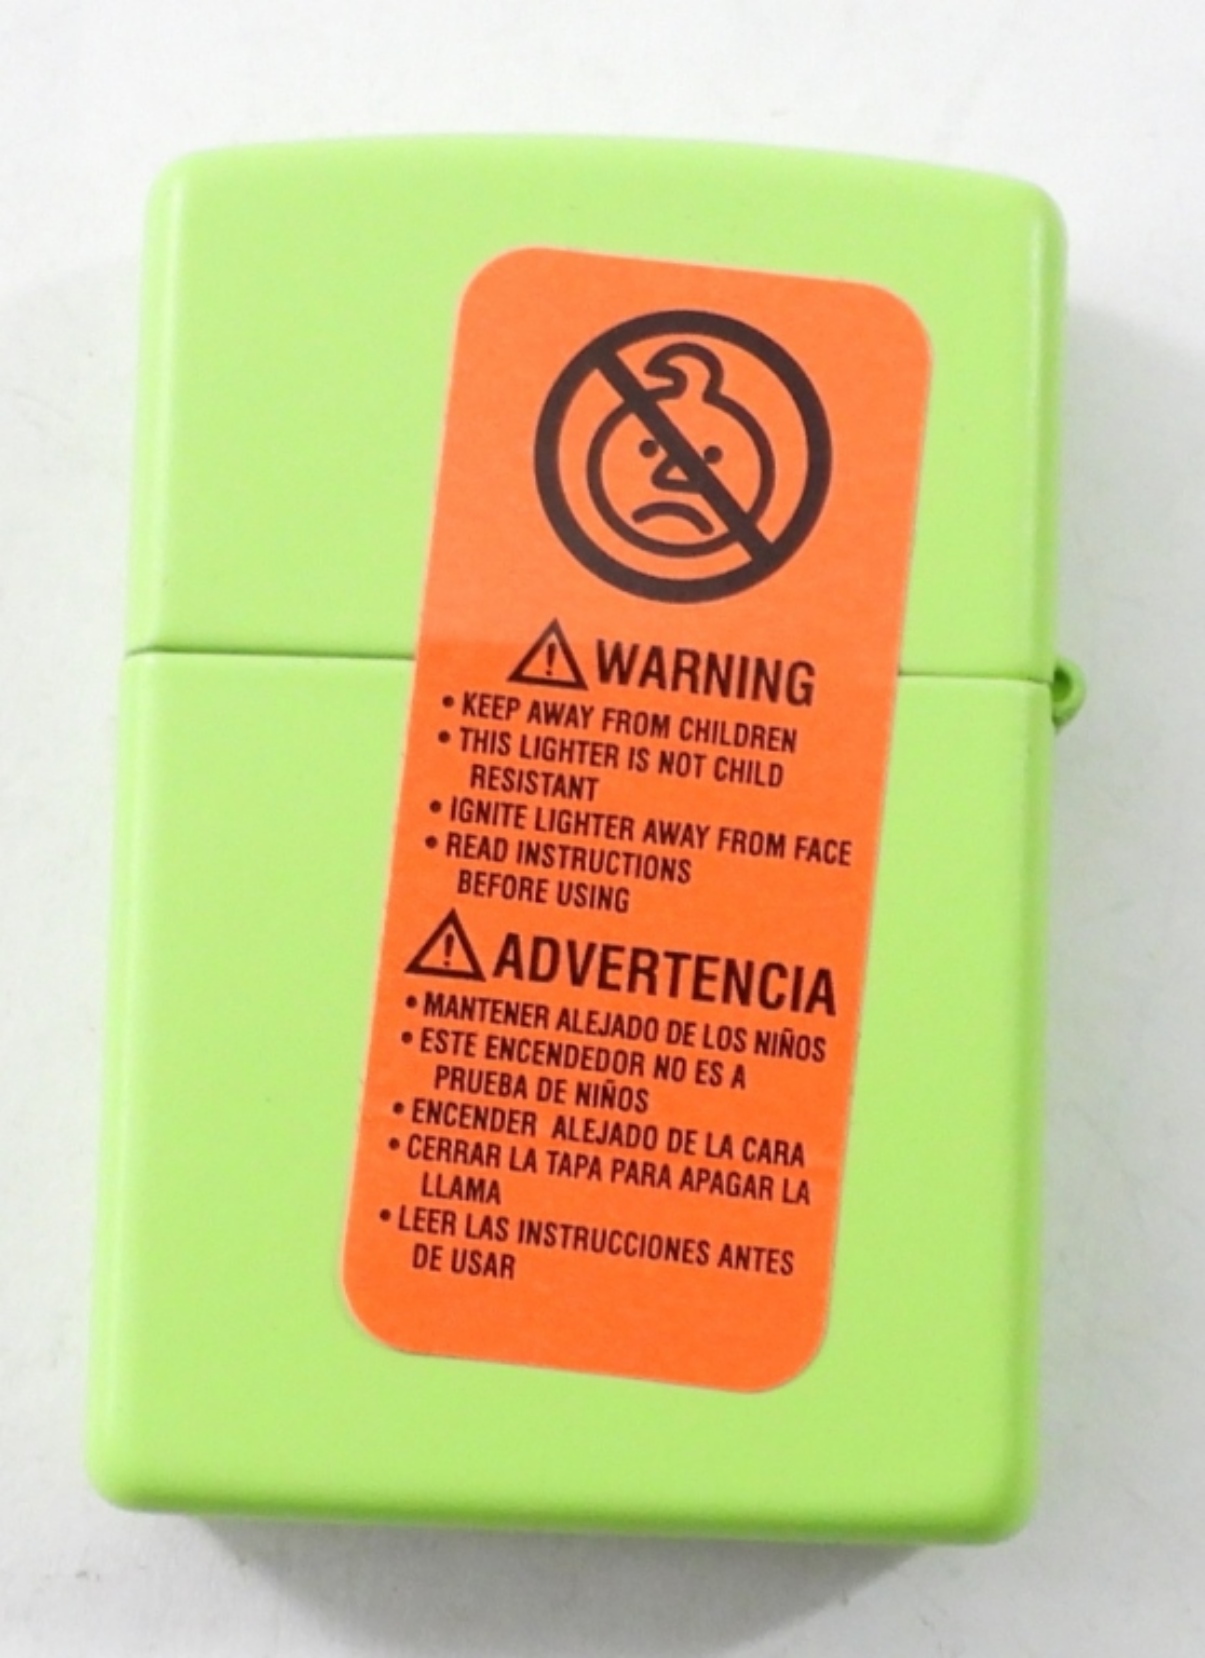 WARNING
• KEEP AWAY FROM CHILDREN
• THIS LIGHTER IS NOT CHILD
RESISTANT
• IGNITE LIGHTER AWAY FROM FACE
• READ INSTRUCTIONS
BEFORE USING
ADVERTENCIA
• MANTENER ALEJADO DE LOS NIÑOS
• ESTE ENCENDEDOR NO ES A
PRUEBA DE NIÑOS
• ENCENDER ALEJADO DE LA CARA
• CERRAR LA TAPA PARA APAGAR LA
LLAMA
• LEER LAS INSTRUCCIONES ANTES
DE USAR